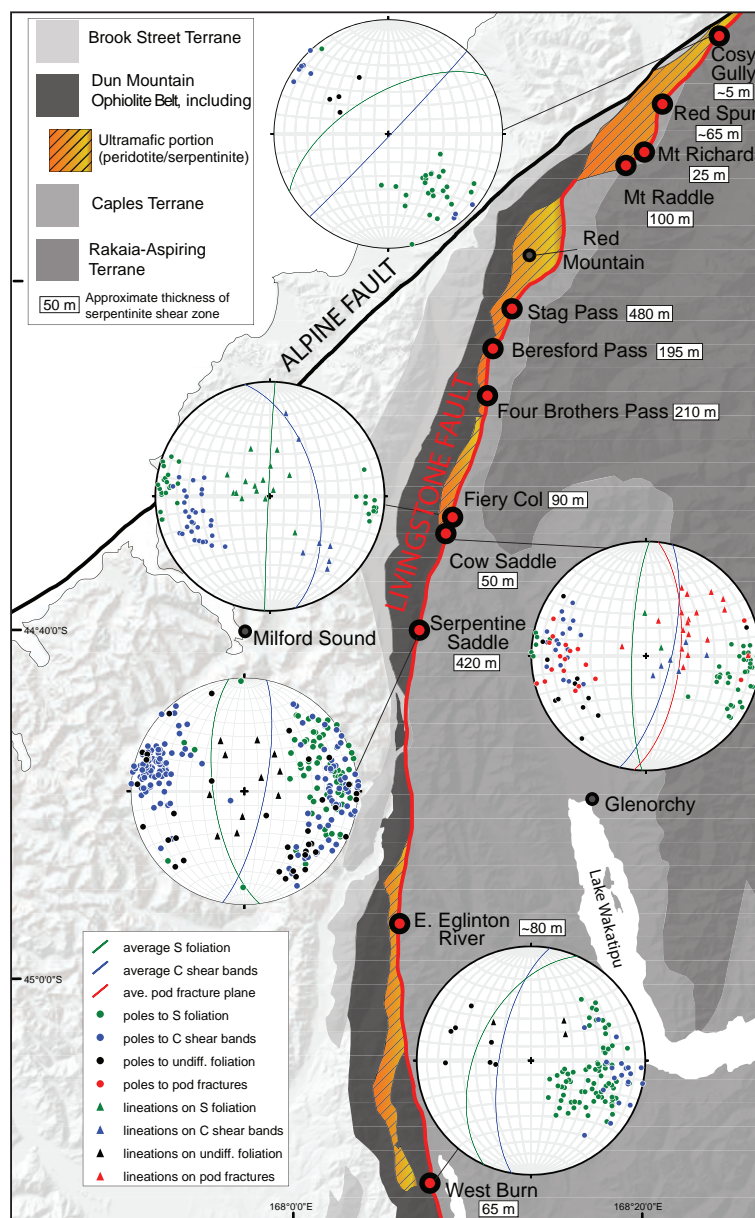 Brook Street Terrane
Dun Mountain
Ophiolite Belt, including
Ultramafic portion
(peridotite/serpentinite)
Caples Terrane
Rakaia-Aspiring
Terrane
50 m
Approximate thickness of
serpentinite shear zone
Cosy
Gully
~5 m
Red Spur
~65 m
Mt Richards
25 m
Mt Raddle
100 m
Red
Mountain
ALPINE FAULT
Stag Pass 480 m
Beresford Pass 195 m
Four Brothers Pass 210 m
LIVINGSTONE FAULT
Fiery Col 90 m
Cow Saddle
50 m
44°40'0"S
Milford Sound
Serpentine
Saddle
420 m
Glenorchy
Lake Wakatipu
E. Eglinton
River
~80 m
45°0'0"S
average S foliation
average C shear bands
ave. pod fracture plane
poles to S foliation
poles to C shear bands
poles to undiff. foliation
poles to pod fractures
lineations on S foliation
lineations on C shear bands
lineations on undiff. foliation
lineations on pod fractures
West Burn
65 m
168°0'0"E
168°20'0"E